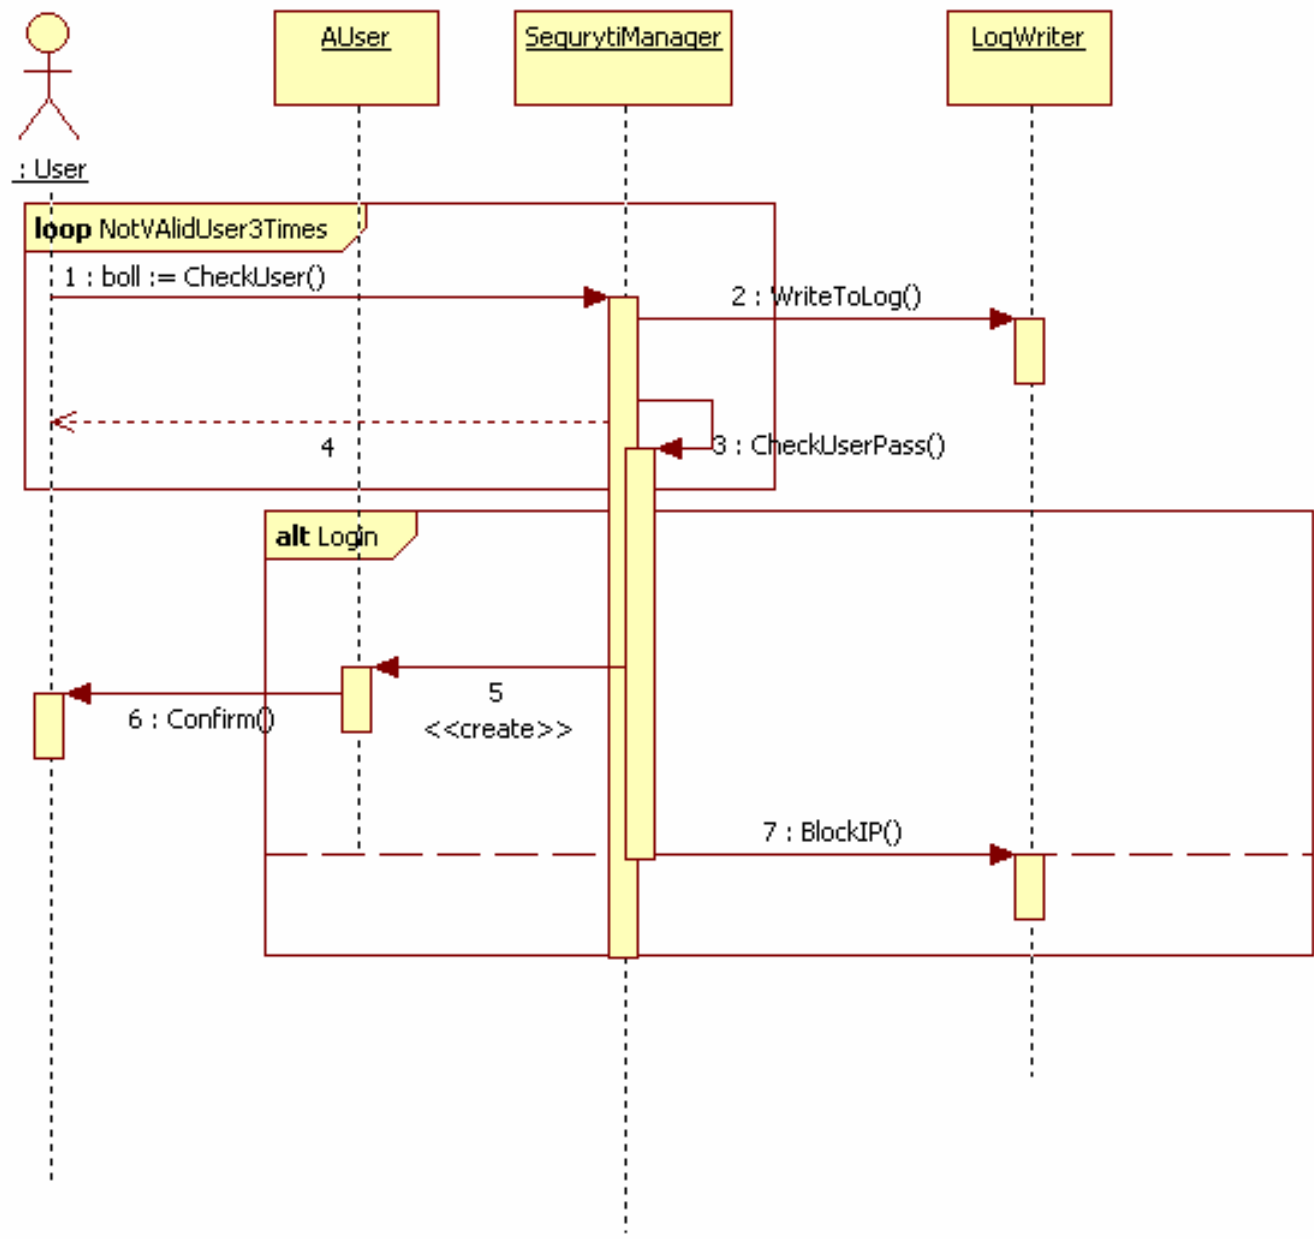 AUser
SequrytiManager
LogWriter
: User
loop NotVAlidUser3Times
1 : boll := CheckUser()
2 : WriteToLog()
3 : CheckUserPass()
4
alt Login
5
<<create>>
6 : Confirm()
7 : BlockIP()